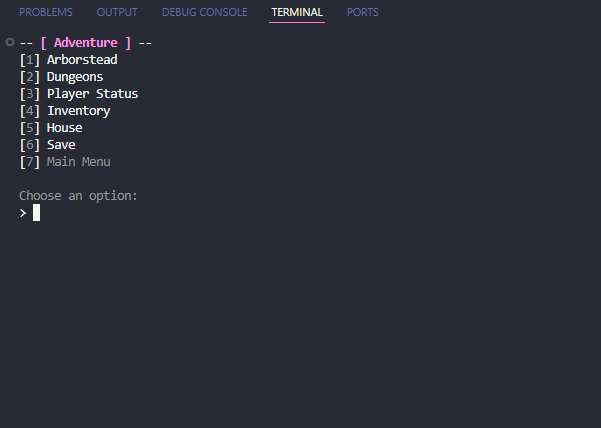 PROBLEMS OUTPUT DEBUG CONSOLE TERMINAL PORTS
-- [ Adventure ] --
[1] Arborstead
[2] Dungeons
[3] Player Status
[4] Inventory
[5] House
[6] Save
[7] Main Menu
Choose an option:
>